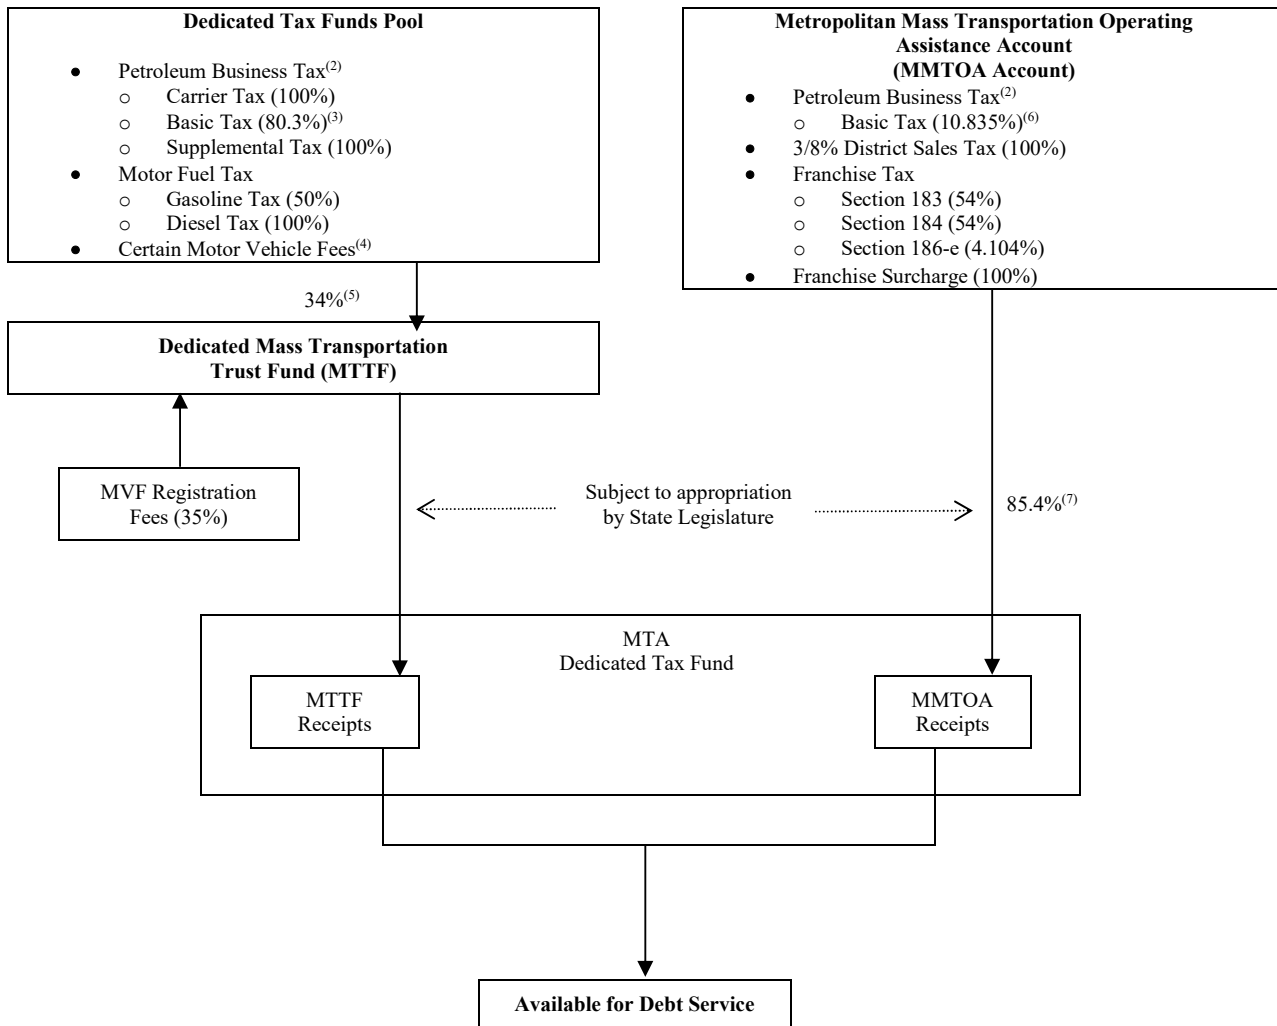 Dedicated Tax Funds Pool
● Petroleum Business Tax(2)
o Carrier Tax (100%)
o Basic Tax (80.3%)(3)
o Supplemental Tax (100%)
● Motor Fuel Tax
o Gasoline Tax (50%)
o Diesel Tax (100%)
● Certain Motor Vehicle Fees(4)
Metropolitan Mass Transportation Operating
Assistance Account
(MMTOA Account)
● Petroleum Business Tax(2)
o Basic Tax (10.835%)(6)
● 3/8% District Sales Tax (100%)
● Franchise Tax
o Section 183 (54%)
o Section 184 (54%)
o Section 186-e (4.104%)
● Franchise Surcharge (100%)
34%(5)
Dedicated Mass Transportation
Trust Fund (MTTF)
MVF Registration
Fees (35%)
Subject to appropriation
by State Legislature
85.4%(7)
MTA
Dedicated Tax Fund
MTTF
Receipts
MMTOA
Receipts
Available for Debt Service